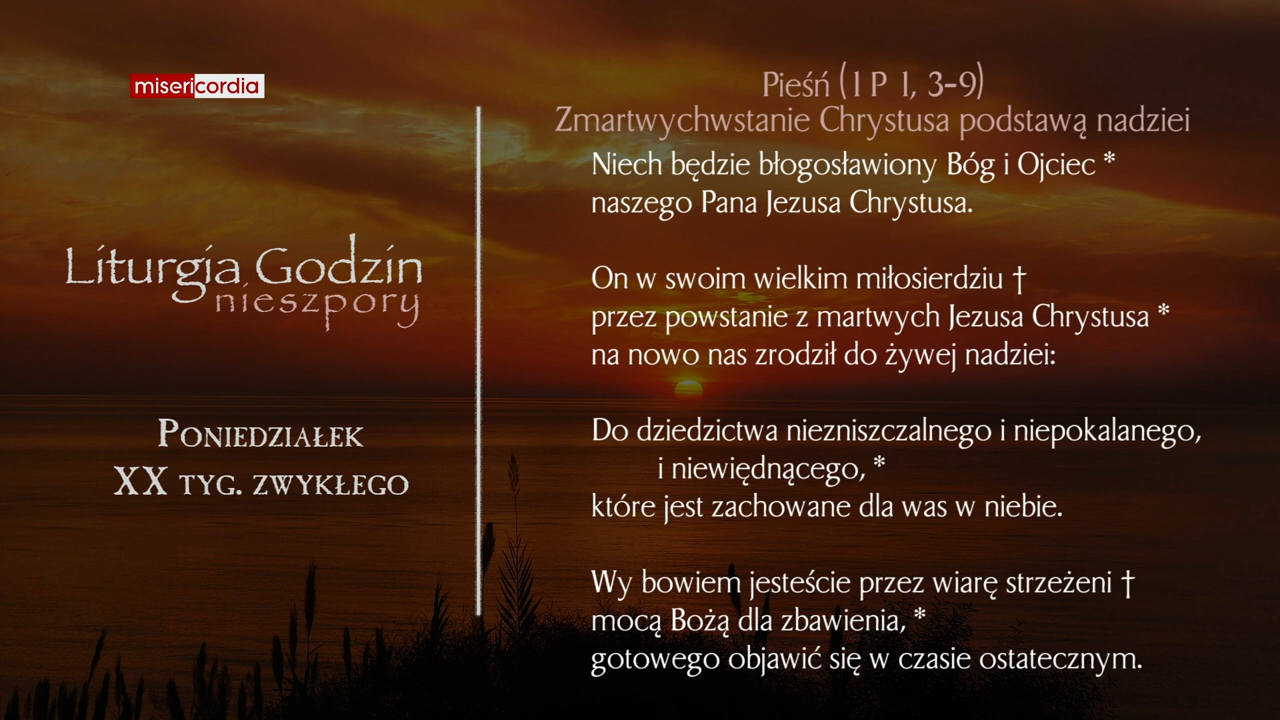 misericordia
Liturgia Godzin
nieszpory
Poniedziałek
XX tyg. zwykłego
Pieśń (1 P 1, 3-9)
Zmartwychwstanie Chrystusa podstawą nadziei
Niech będzie błogosławiony Bóg i Ojciec *
naszego Pana Jezusa Chrystusa.
On w swoim wielkim miłosierdziu †
przez powstanie z martwych Jezusa Chrystusa *
na nowo nas zrodził do żywej nadziei:
Do dziedzictwa niezniszczalnego i niepokalanego,
i niewiędnącego, *
które jest zachowane dla was w niebie.
Wy bowiem jesteście przez wiarę strzeżeni †
mocą Bożą dla zbawienia, *
gotowego objawić się w czasie ostatecznym.